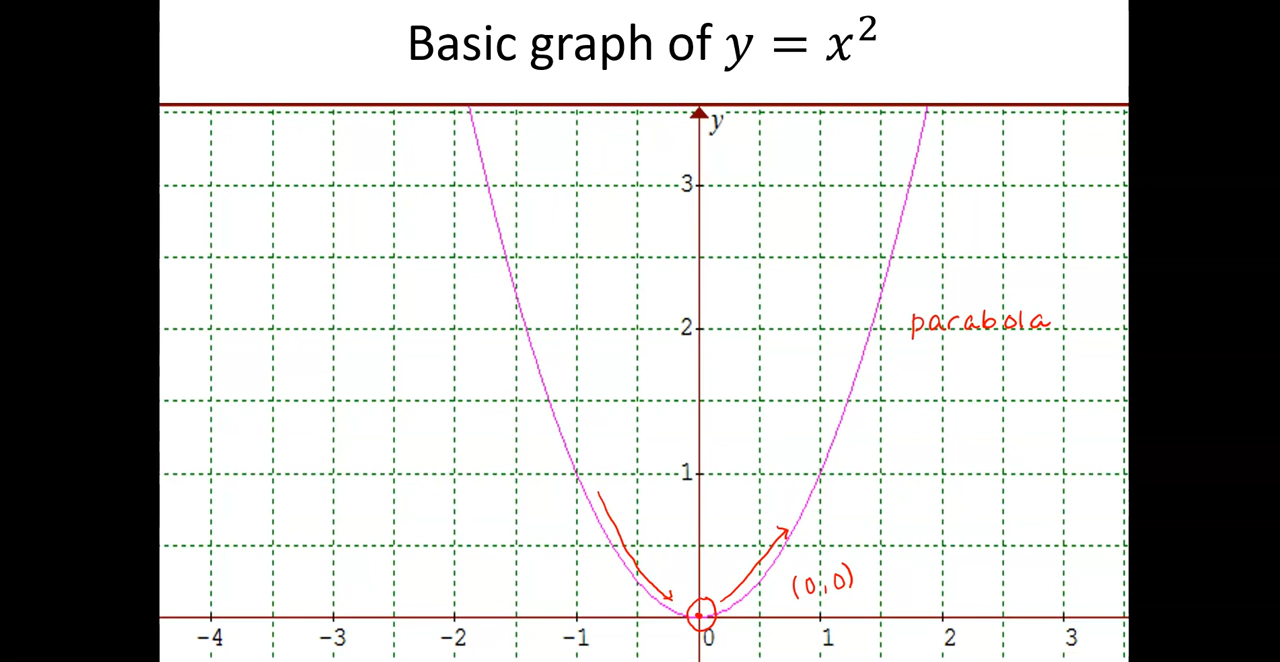 Basic graph of y = x²
y
3
2
parabola
1
(0,0)
-4 -3 -2 -1 0 1 2 3